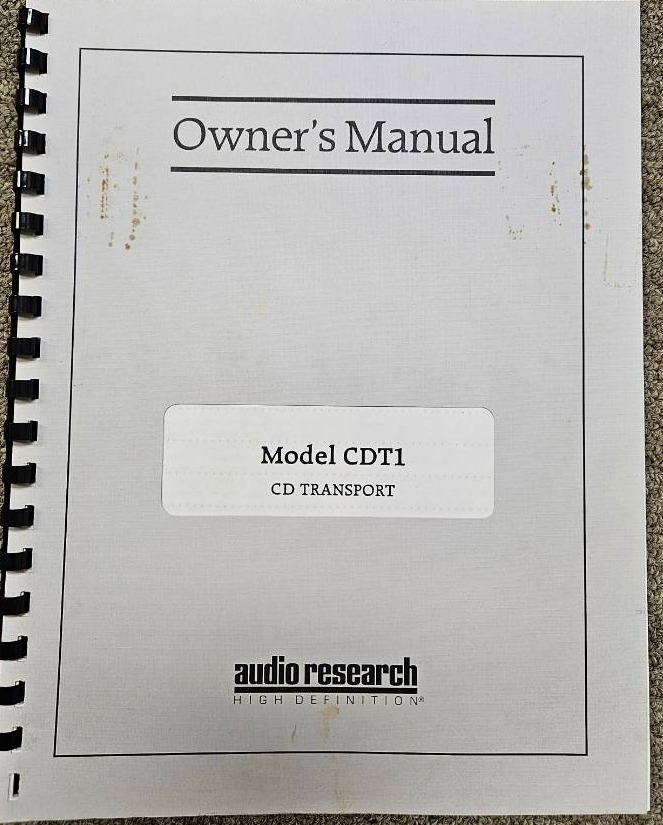 Owner's Manual
Model CDT1
CD TRANSPORT
audio research
HIGH DEFINITION®